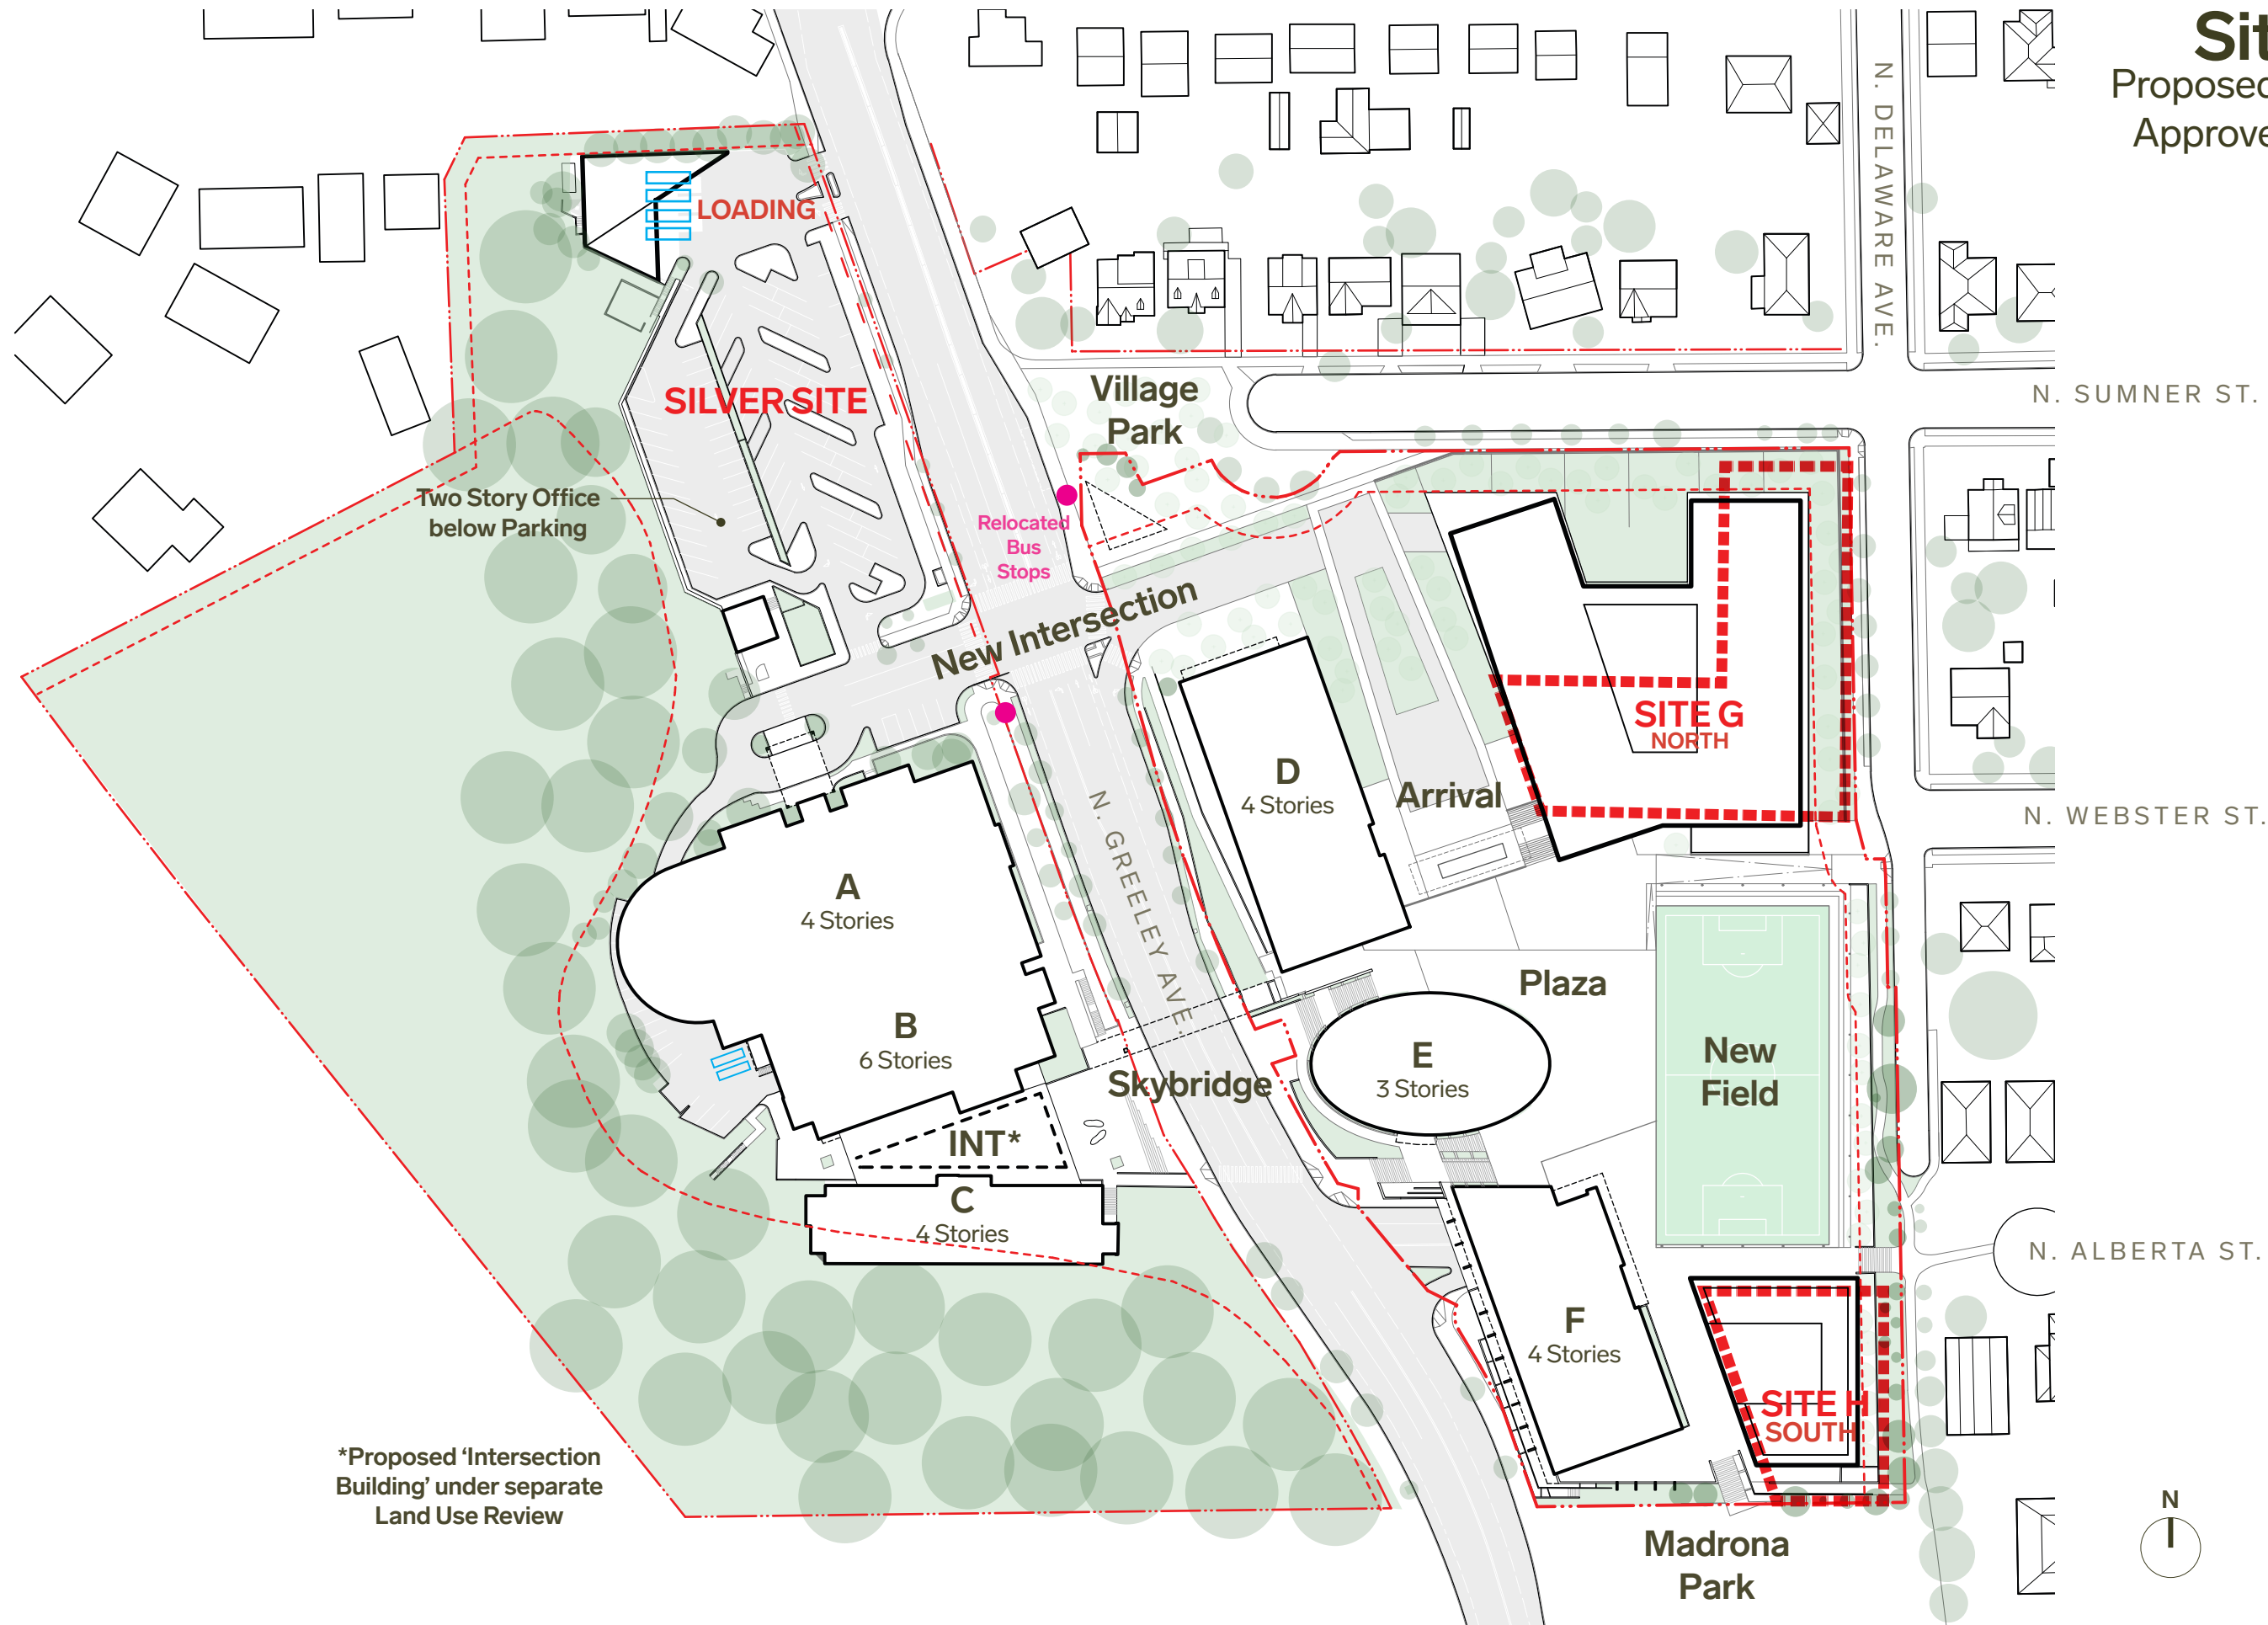 Sit
Proposed
Approve
N. DELAWARE AVE.
LOADING
N. SUMNER ST.
Village
Park
SILVER SITE
Two Story Office
below Parking
Relocated
Bus
Stops
New Intersection
SITE G
NORTH
D
4 Stories
Arrival
N. WEBSTER ST.
N. GREELEY AVE.
A
4 Stories
Plaza
B
6 Stories
E
3 Stories
New
Field
Skybridge
INT*
C
4 Stories
N. ALBERTA ST.
F
4 Stories
SITE H
SOUTH
*Proposed ‘Intersection
Building’ under separate
Land Use Review
Madrona
Park
N